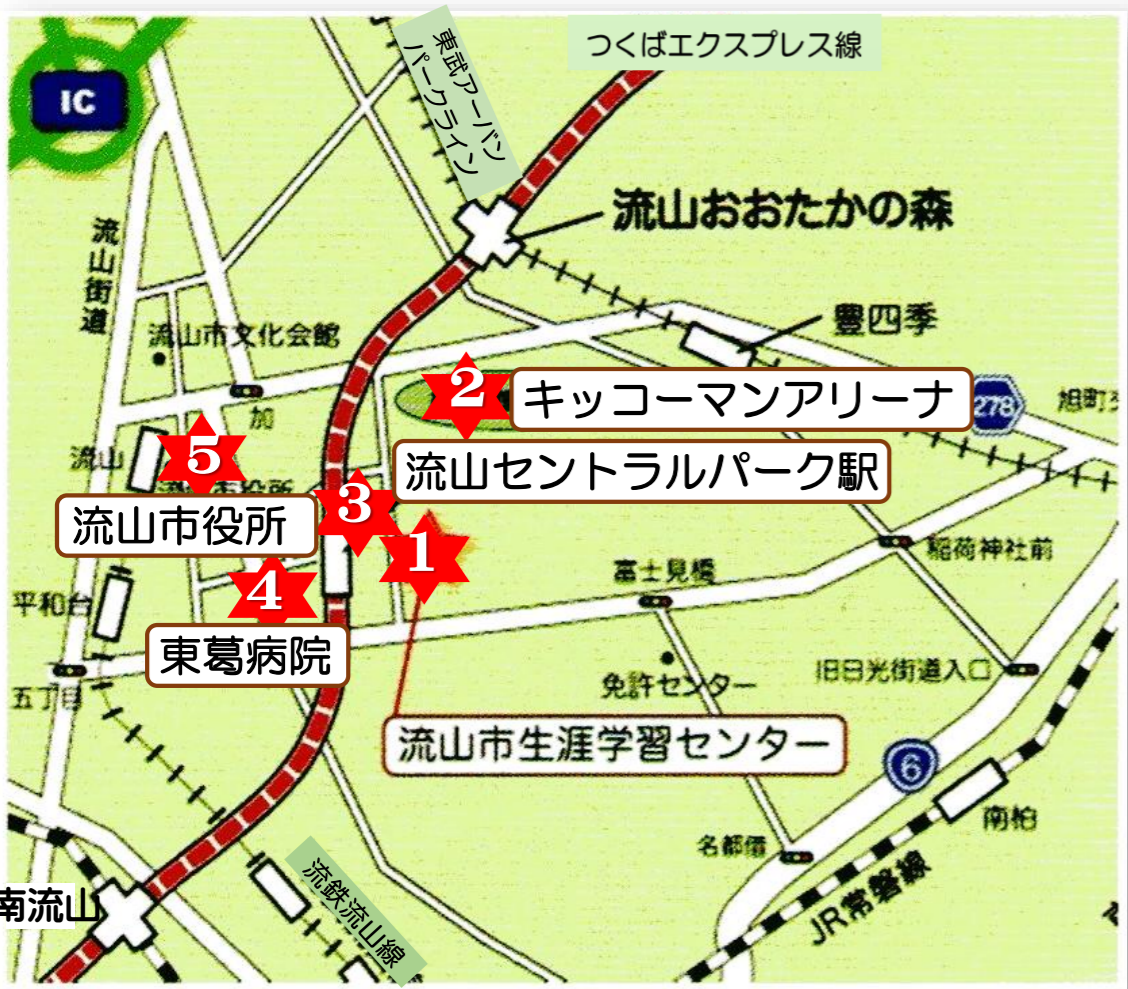 つくばエクスプレス線
東武アーバン
パークライン
IC
流山おおたかの森
流山街道
豊四季
流山市文化会館
2
キッコーマンアリーナ
278
旭町
加
流山
5
流山セントラルパーク駅
流山市役所
3
1
稲荷神社前
富士見橋
4
平和台
東葛病院
旧日光街道入口
免許センター
五丁目
流山市生涯学習センター
6
南柏
名都借
JR常磐線
流鉄流山線
南流山